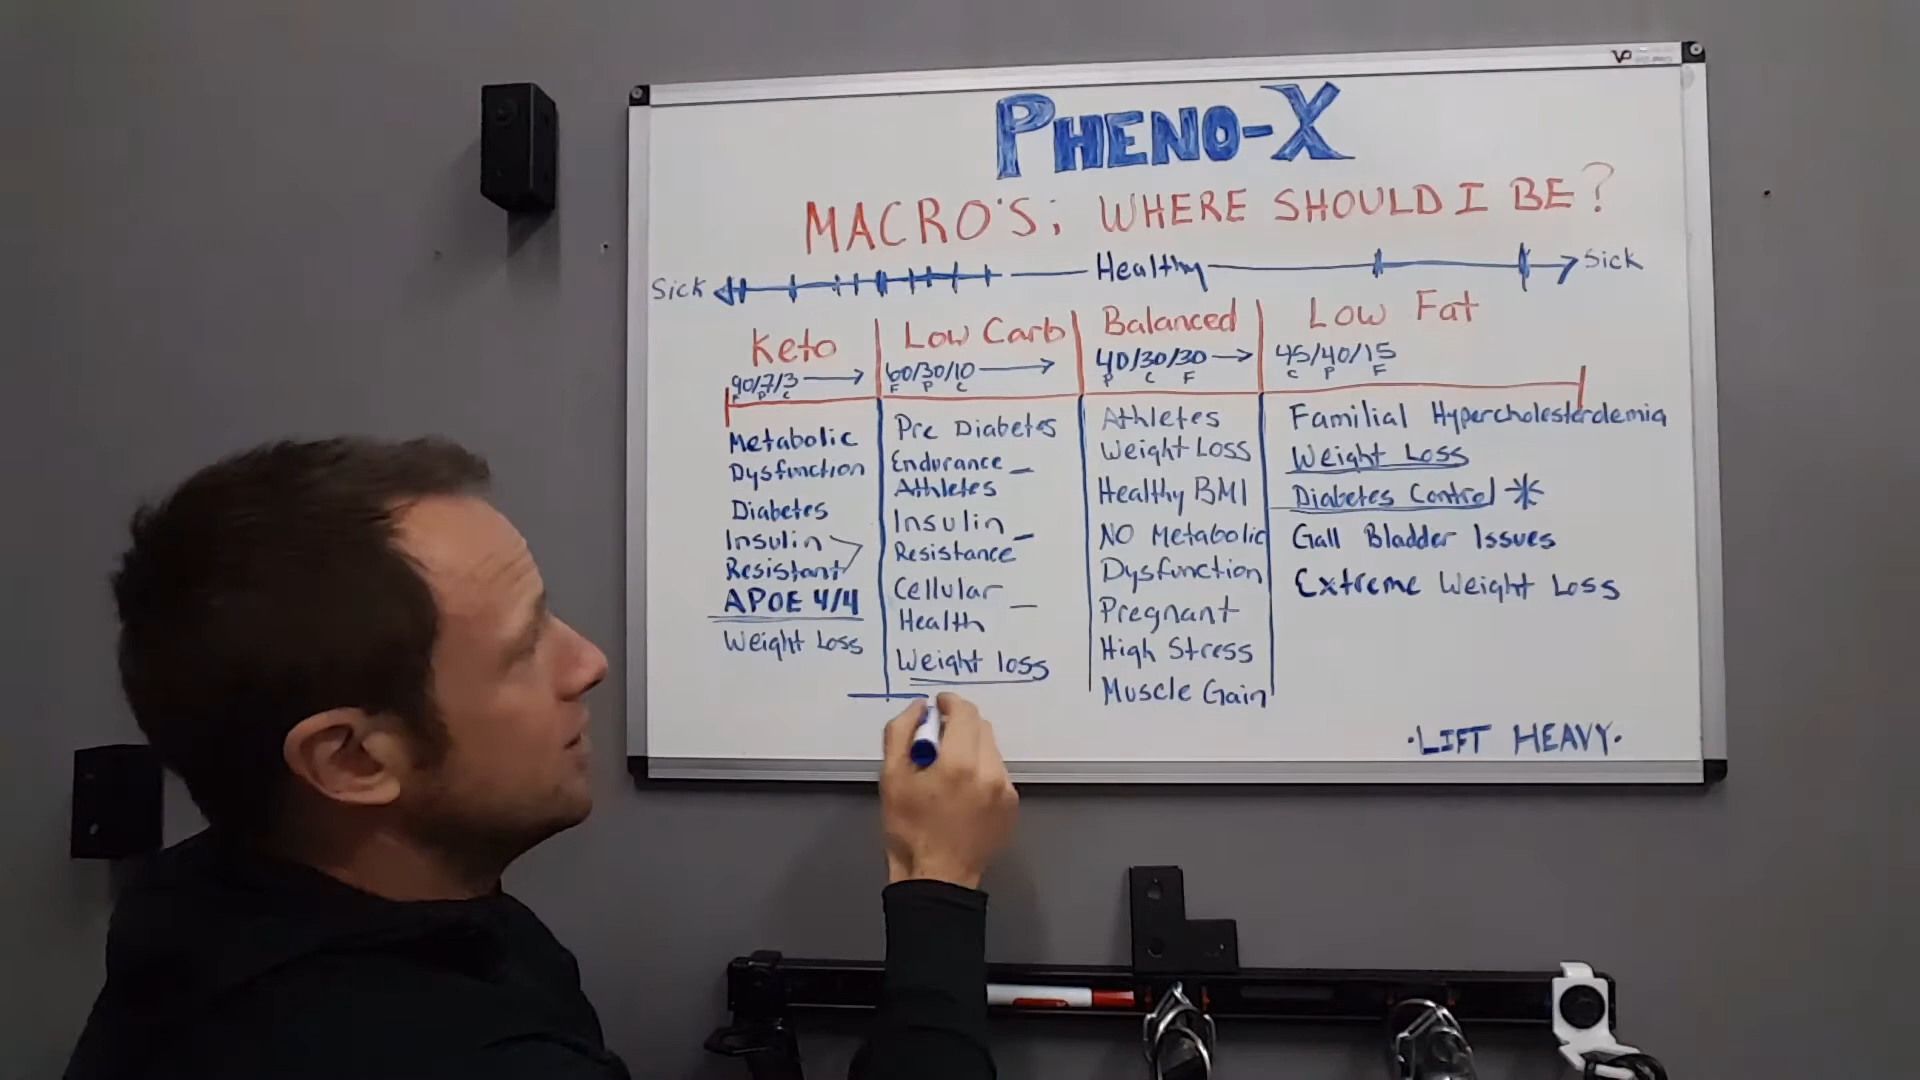 VP
PHENO-X
MACRO'S; WHERE SHOULD I BE?
Sick Healthy Sick
Keto
90/7/3
F P C
Metabolic
Dysfunction
Diabetes
Insulin
Resistant
APOE 4/4
Weight Loss
Low Carb
60/30/10
F P C
Pre Diabetes
Endurance
Athletes
Insulin
Resistance
Cellular
Health
Weight loss
Balanced
40/30/30
P C F
Athletes
Weight Loss
Healthy BMI
NO Metabolic
Dysfunction
Pregnant
High Stress
Muscle Gain
Low Fat
45/40/15
C P F
Familial Hypercholesterolemia
Weight Loss
Diabetes Control *
Gall Bladder Issues
Extreme Weight Loss
·LIFT HEAVY·